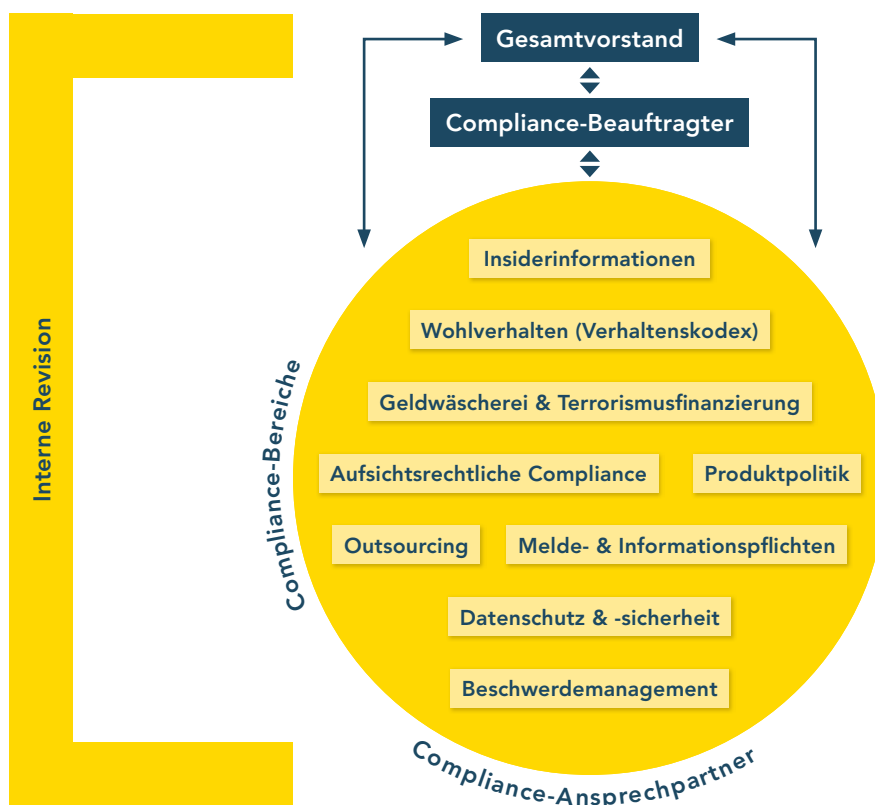 Gesamtvorstand
Compliance-Beauftragter
Interne Revision
Compliance-Bereiche
Insiderinformationen
Wohlverhalten (Verhaltenskodex)
Geldwäscherei & Terrorismusfinanzierung
Aufsichtsrechtliche Compliance
Produktpolitik
Outsourcing
Melde- & Informationspflichten
Datenschutz & -sicherheit
Beschwerdemanagement
Compliance-Ansprechpartner